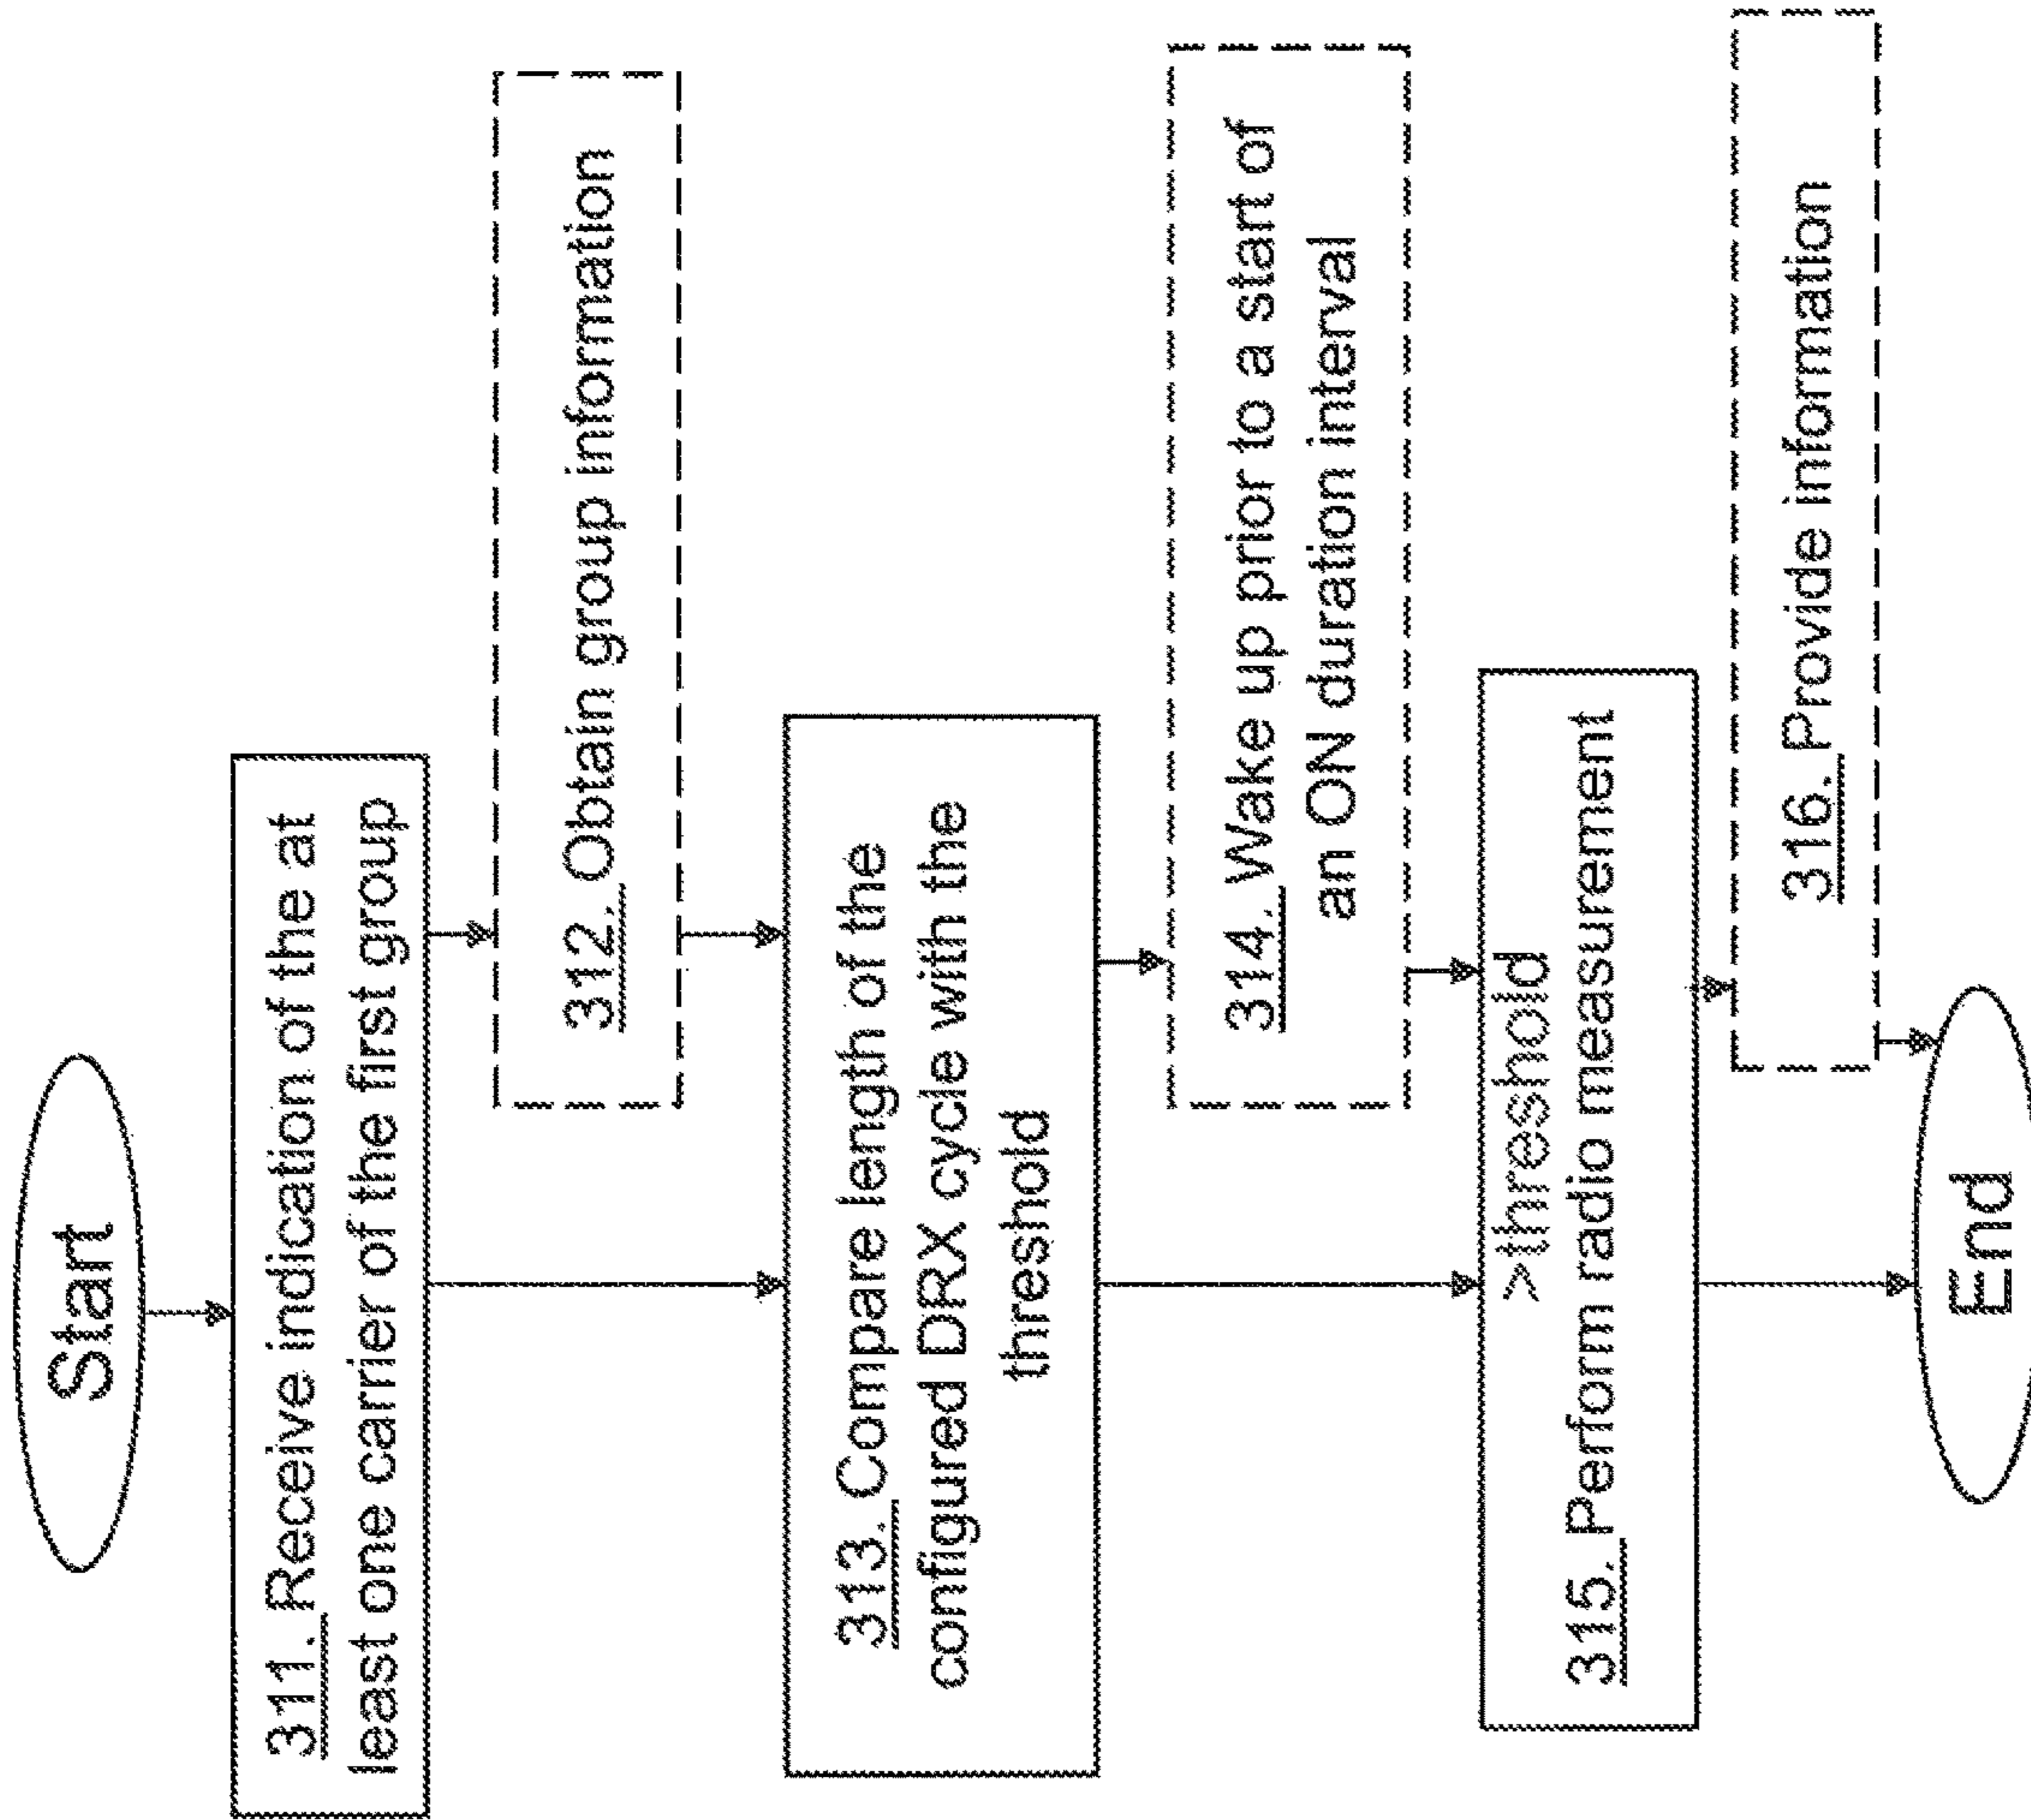 Start
311. Receive indication of the at
least one carrier of the first group
312. Obtain group information
313. Compare length of the
configured DRX cycle with the
threshold
314. Wake up prior to a start of
an ON duration interval
>threshold
315. Perform radio measurement
316. Provide information
End